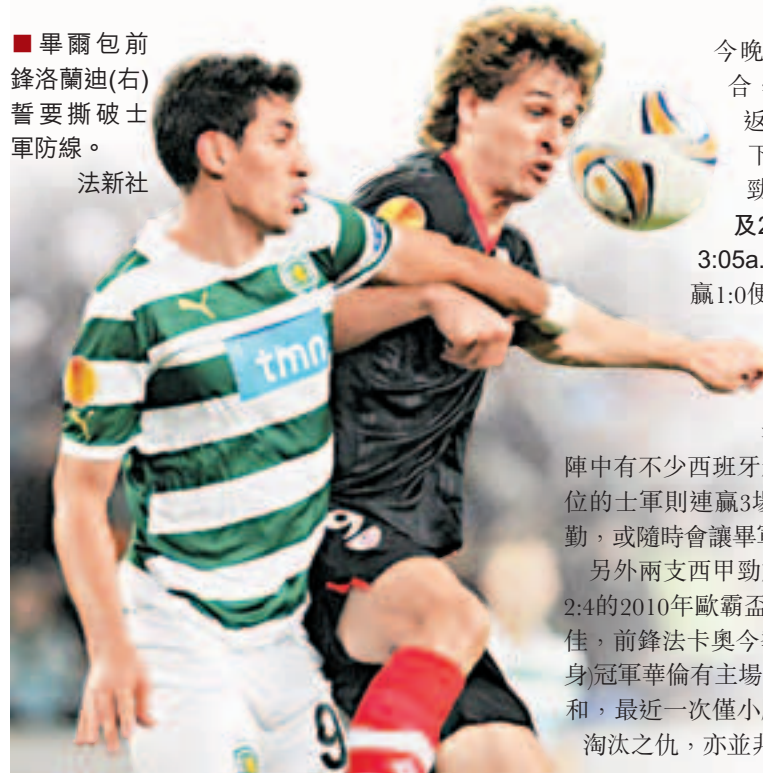 ■畢爾包前
鋒洛蘭迪(右)
誓要撕破士
軍防線。
法新社
今晚
合，
返
下
勁
及2
3:05a.
贏1:0便
陣中有不少西班牙
位的士軍則連贏3場
勤，或隨時會讓畢軍
另外兩支西甲勁
2:4的2010年歐霸盃
佳，前鋒法卡奧今
身)冠軍華倫有主場
和，最近一次僅小
淘汰之仇，亦並非
tmn
9
9